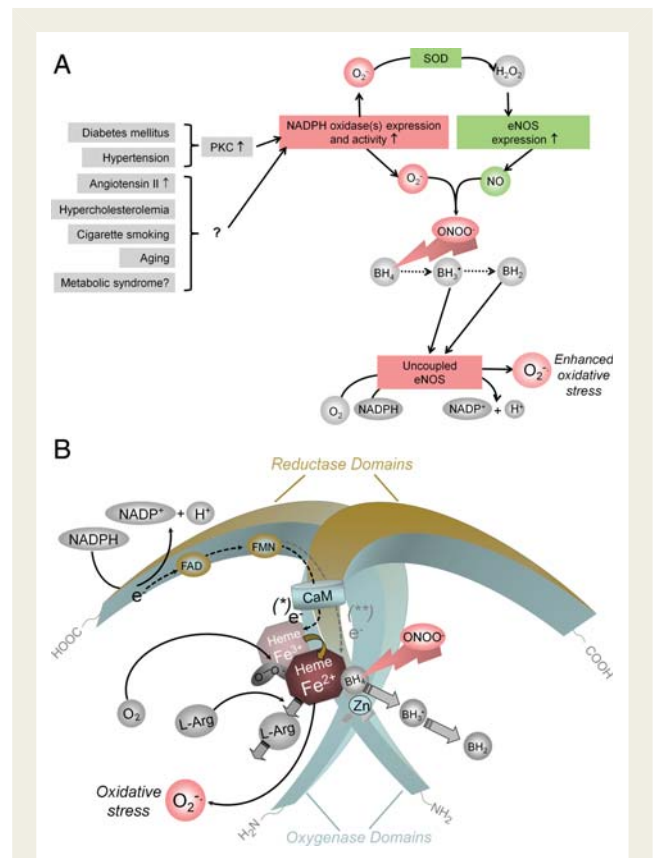 A
O₂⁻
SOD
H₂O₂
Diabetes mellitus
Hypertension
PKC ↑
NADPH oxidase(s) expression
and activity ↑
eNOS
expression ↑
Angiotensin II ↑
Hypercholesterolemia
Cigarette smoking
Aging
Metabolic syndrome?
?
O₂⁻
NO
ONOO⁻
BH₄
BH₃⁺
BH₂
Uncoupled
eNOS
O₂⁻
Enhanced
oxidative
stress
O₂
NADPH
NADP⁺ + H⁺
B
Reductase Domains
NADP⁺ + H⁺
NADPH
FAD
FMN
e⁻
CaM
(*)
e⁻
(**)
e⁻
HOOC
COOH
Heme
Fe³⁺
O-O
Heme
Fe²⁺
ONOO⁻
BH₄
Zn
BH₃⁺
BH₂
O₂
L-Arg
L-Arg
Oxidative
stress
O₂⁻
H₂N
NH₂
Oxygenase Domains